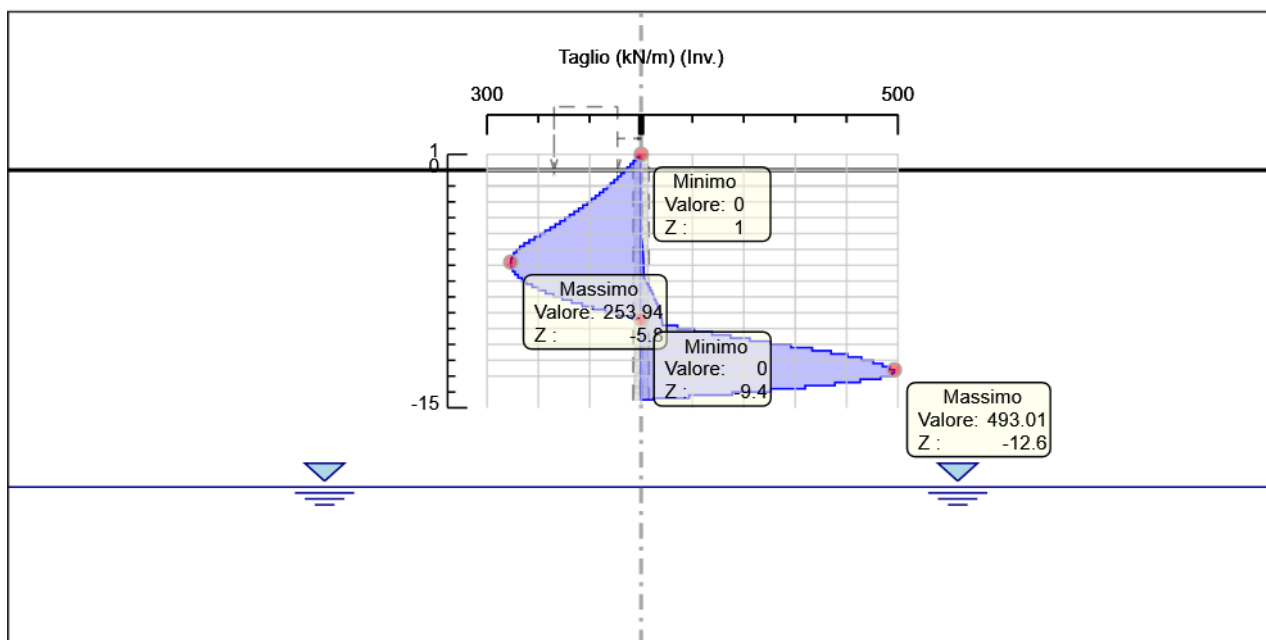 Taglio (kN/m) (Inv.)
300
500
1
0
Minimo
Valore: 0
Z : 1
Massimo
Valore: 253.94
Z : -5.8
Minimo
Valore: 0
Z : -9.4
-15
Massimo
Valore: 493.01
Z : -12.6